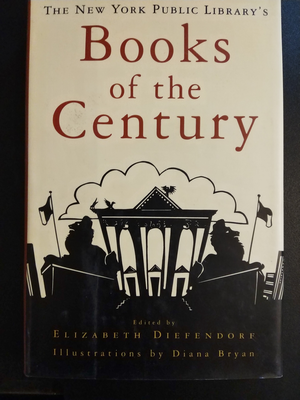 THE NEW YORK PUBLIC LIBRARY'S
Books
of the
Century
Edited by
ELIZABETH DIEFENDORF
Illustrations by Diana Bryan